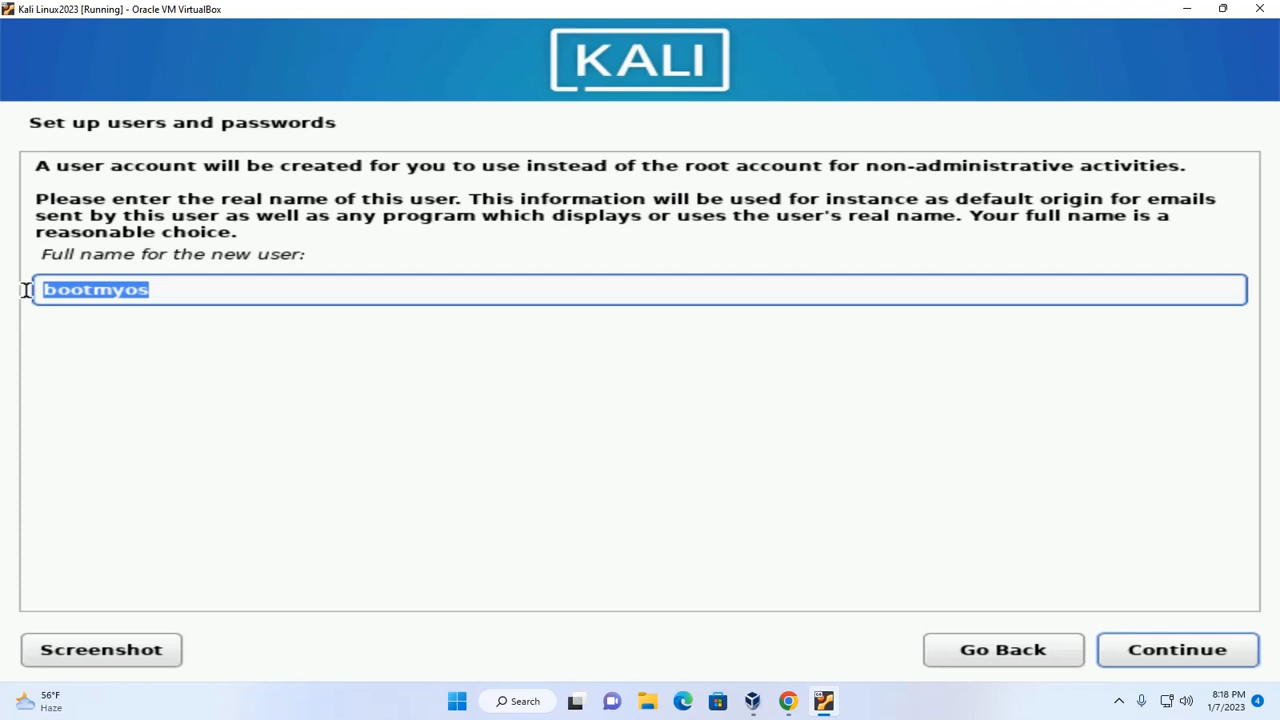 Kali Linux2023 [Running] - Oracle VM VirtualBox
KALI
Set up users and passwords
A user account will be created for you to use instead of the root account for non-administrative activities.
Please enter the real name of this user. This information will be used for instance as default origin for emails
sent by this user as well as any program which displays or uses the user's real name. Your full name is a
reasonable choice.
Full name for the new user:
bootmyos
Screenshot
Go Back
Continue
56°F
Haze
Search
8:18 PM
1/7/2023
4